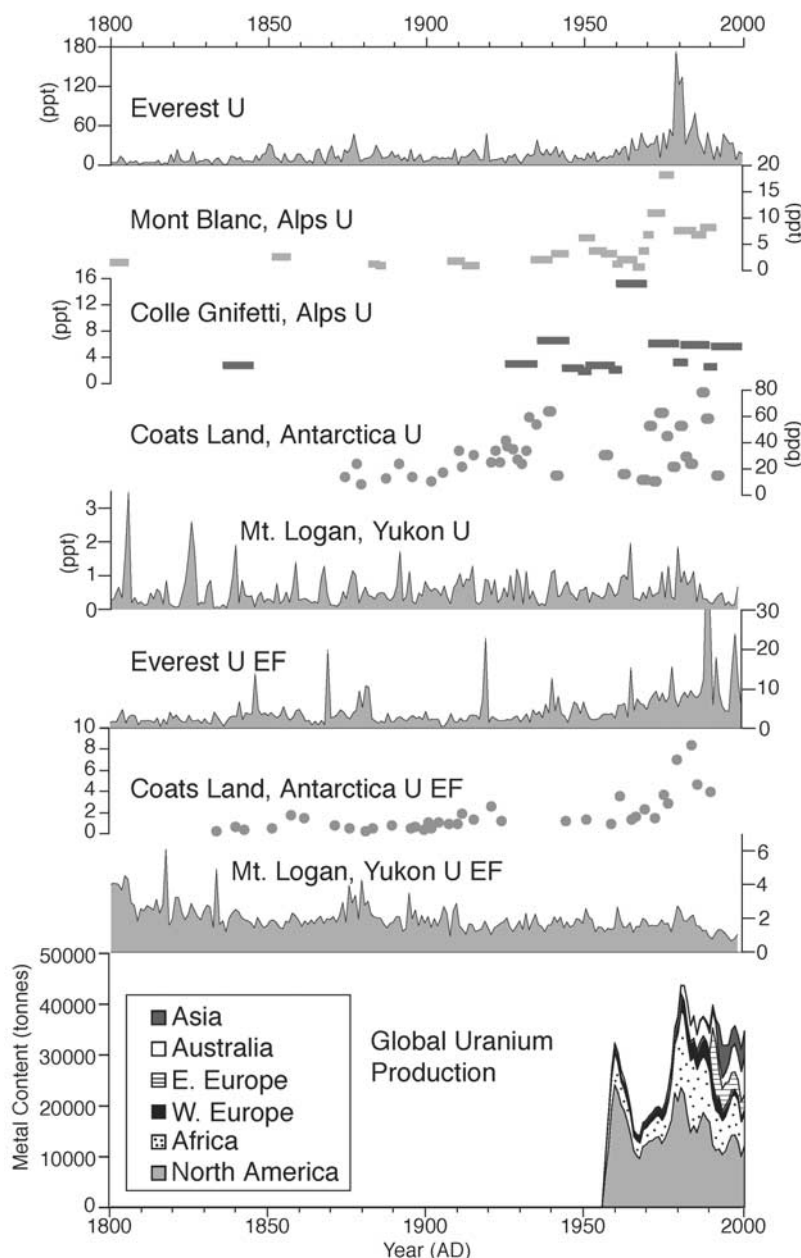 1800 1850 1900 1950 2000
180
120
60
0
(ppt)
Everest U
20
15
10
5
0
(ppt)
Mont Blanc, Alps U
16
12
8
4
0
(ppt)
Colle Gnifetti, Alps U
80
60
40
20
0
(ppq)
Coats Land, Antarctica U
3
2
1
0
(ppt)
Mt. Logan, Yukon U
30
20
10
0
Everest U EF
10
8
6
4
2
0
Coats Land, Antarctica U EF
6
4
2
0
Mt. Logan, Yukon U EF
50000
40000
30000
20000
10000
0
Metal Content (tonnes)
Asia
Australia
E. Europe
W. Europe
Africa
North America
Global Uranium
Production
1800 1850 1900 1950 2000
Year (AD)